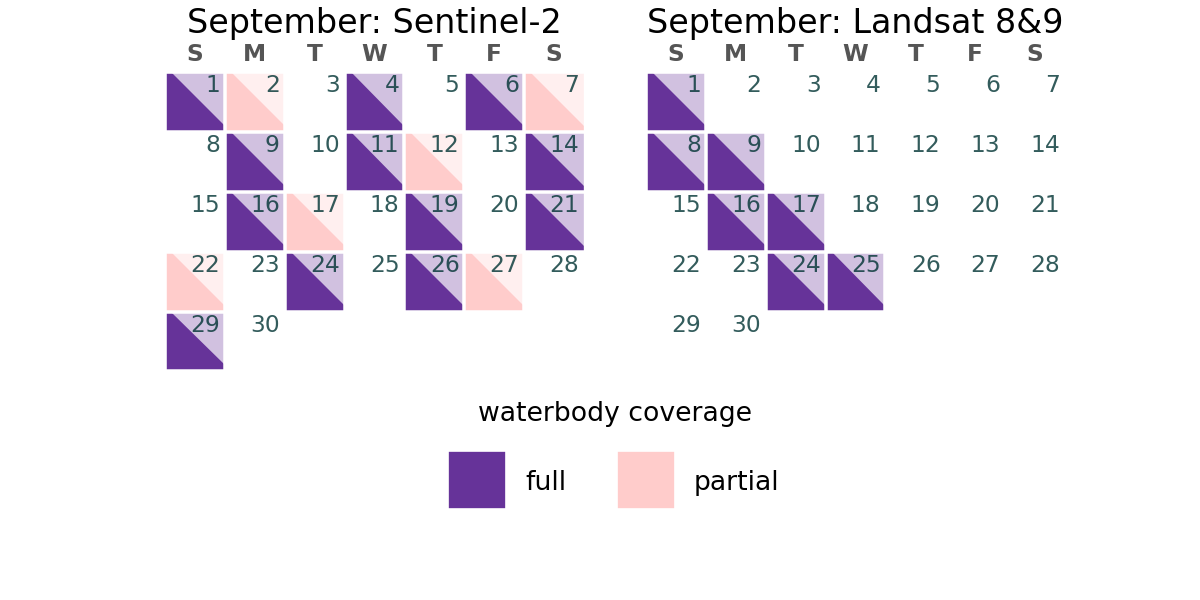 September: Sentinel-2
S M T W T F S
1 2 3 4 5 6 7
8 9 10 11 12 13 14
15 16 17 18 19 20 21
22 23 24 25 26 27 28
29 30
September: Landsat 8&9
S M T W T F S
1 2 3 4 5 6 7
8 9 10 11 12 13 14
15 16 17 18 19 20 21
22 23 24 25 26 27 28
29 30
waterbody coverage
full partial